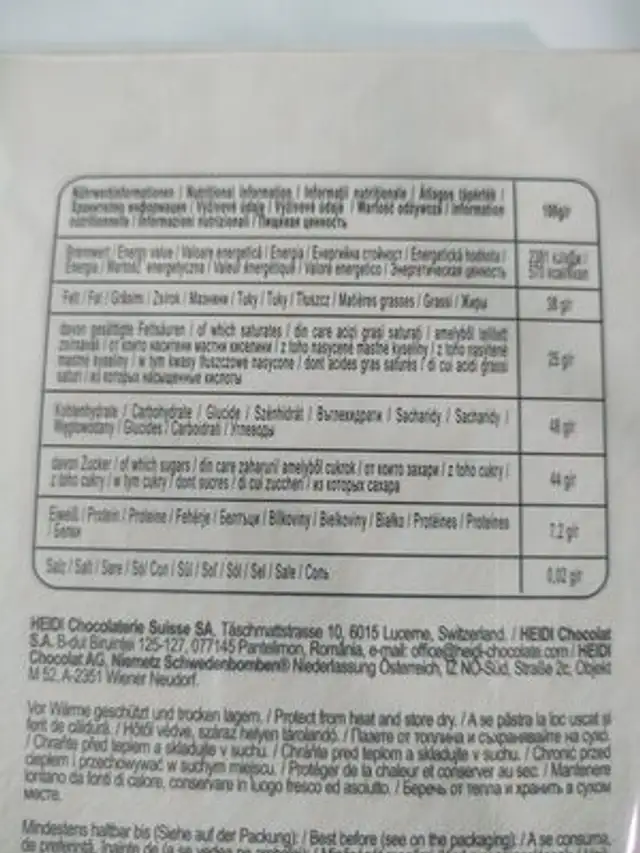 Nährwertinformationen / Nutritional information / Informații nutriționale / Átlagos tápérték /
Хранително информация / Výživové údaje / Výživové údaje / Wartość odżywcza / Information
nutritionnelle / Informazioni nutrizionali / Пищевая ценность
100gr
Brennwert / Energy value / Valoare energetică / Energia / Енергийна стойност / Energetická hodnota /
Energia / Wartość energetyczna / Valeur énergétique / Valore energetico / Энергетическая ценность
Fett / Fat / Grăsimi / Zsírok / Мазнини / Tuky / Tuky / Tłuszcz / Matières grasses / Grassi / Жиры
38 gr
davon gesättigte Fettsäuren / of which saturates / din care acizi grași saturați / amelyből telített
zsírsavak / от които наситени мастни киселини / z toho nasycené mastné kyseliny / z toho nasýtené
mastné kyseliny / w tym kwasy tłuszczowe nasycone / dont acides gras saturés / di cui acidi grassi
saturi / из которых насыщенные кислоты
25 gr
Kohlenhydrate / Carbohydrate / Glucide / Szénhidrát / Въглехидрати / Sacharidy / Sacharidy /
Węglowodany / Glucides / Carboidrati / Углеводы
48 gr
davon Zucker / of which sugars / din care zaharuri/ amelyből cukrok / от които захари / z toho cukry /
z toho cukry / w tym cukry / dont sucres / di cui zuccheri / из которых сахара
44 gr
Eiweiß / Protein / Proteine / Fehérje / Белтъци / Bílkoviny / Bielkoviny / Białko / Protéines / Proteines
/ Белки
7,2 gr
Salz / Salt / Sare / Só/ Сол / Sůl / Soľ / Sól / Sel / Sale / Соль
0,02 gr
HEIDI Chocolaterie Suisse SA, Täschmattstrasse 10, 6015 Lucerne, Switzerland. / HEIDI Chocolat
S.A. B-dul Biruinței 125-127, 077145 Pantelimon, România, e-mail: office@heidi-chocolate.com / HEIDI
Chocolat AG, Niemetz Schwedenbomben® Niederlassung Österreich, IZ NÖ-Süd, Straße 2c, Objekt
M 52, A-2351 Wiener Neudorf.
Vor Wärme geschützt und trocken lagern. / Protect from heat and store dry. / A se păstra la loc uscat și
ferit de căldură. / Hőtől védve, száraz helyen tárolandó. / Пазете от топлина и съхранявайте на сухо.
/ Chraňte před teplem a skladujte v suchu. / Chráňte pred teplom a skladujte v suchu. / Chronić przed
ciepłem i przechowywać w suchym miejscu. / Protéger de la chaleur et conserver au sec. / Mantenere
lontano da fonti di calore, conservare in luogo fresco ed asciutto. / Беречь от тепла и хранить в сухом
месте.
Mindestens haltbar bis (Siehe auf der Packung): / Best before (see on the packaging): / A se consuma,
de preferință, înainte de (a se vedea pe